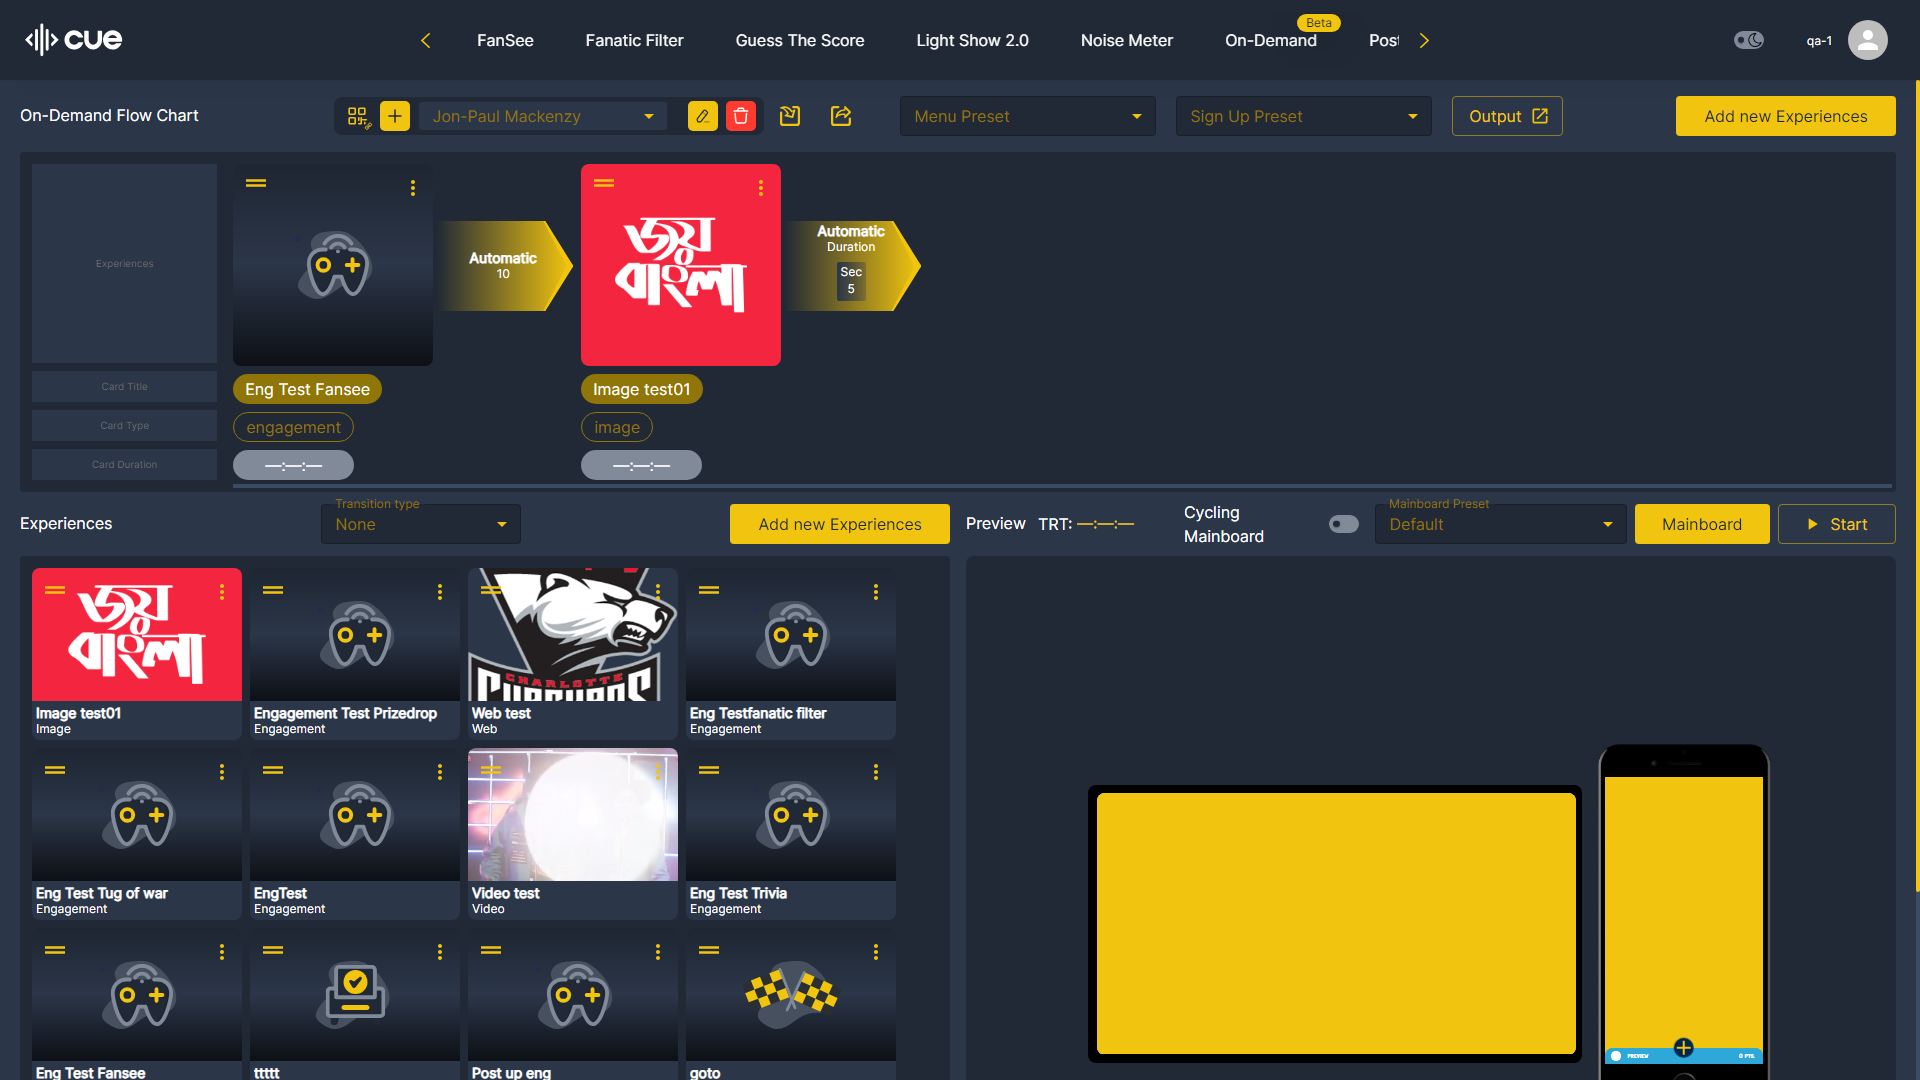 cue
FanSee
Fanatic Filter
Guess The Score
Light Show 2.0
Noise Meter
Beta
On-Demand
Post
qa-1
On-Demand Flow Chart
Jon-Paul Mackenzy
Menu Preset
Sign Up Preset
Output
Add new Experiences
Experiences
Automatic
10
জয়
বাংলা
Automatic
Duration
Sec
5
Card Title
Eng Test Fansee
Image test01
Card Type
engagement
image
Card Duration
—:—:—
—:—:—
Experiences
Transition type
None
Add new Experiences
Preview
TRT: —:—:—
Cycling
Mainboard
Mainboard Preset
Default
Mainboard
Start
জয়
বাংলা
CHARLOTTE
Image test01
Image
Engagement Test Prizedrop
Engagement
Web test
Web
Eng Testfanatic filter
Engagement
Eng Test Tug of war
Engagement
EngTest
Engagement
Video test
Video
Eng Test Trivia
Engagement
Eng Test Fansee
ttttt
Post up eng
goto
PREVIEW
0 PTS.